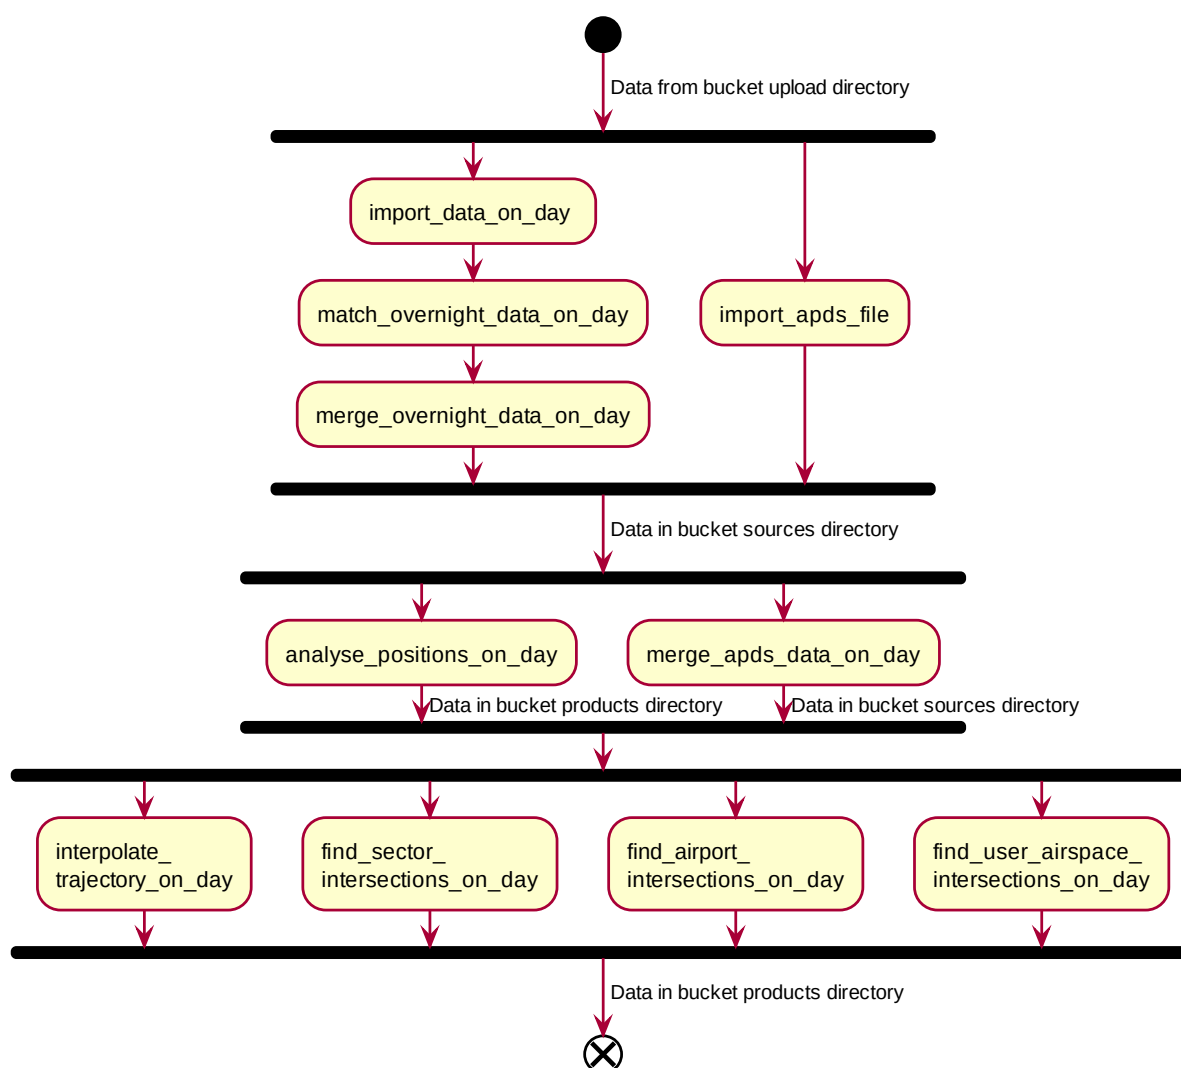 Data from bucket upload directory
import_data_on_day
match_overnight_data_on_day
import_apds_file
merge_overnight_data_on_day
Data in bucket sources directory
analyse_positions_on_day
merge_apds_data_on_day
Data in bucket products directory
Data in bucket sources directory
interpolate_
trajectory_on_day
find_sector_
intersections_on_day
find_airport_
intersections_on_day
find_user_airspace_
intersections_on_day
Data in bucket products directory